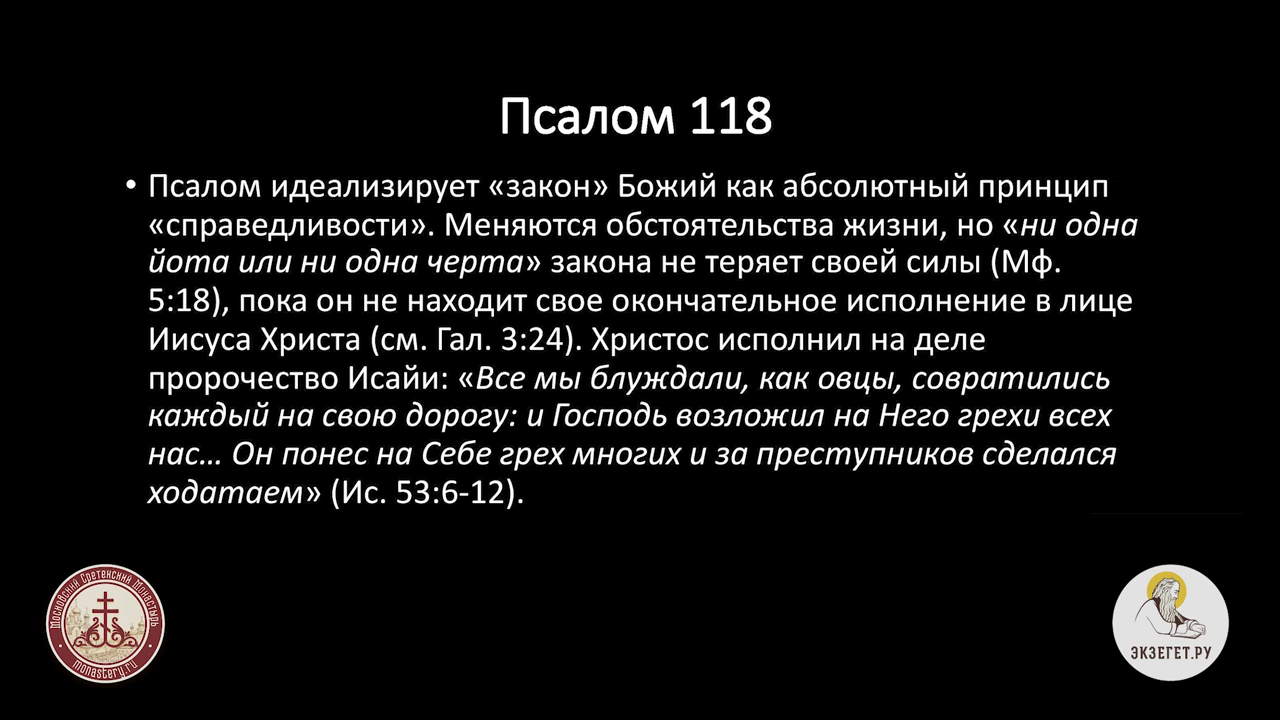 Псалом 118
• Псалом идеализирует «закон» Божий как абсолютный принцип
«справедливости». Меняются обстоятельства жизни, но «ни одна
йота или ни одна черта» закона не теряет своей силы (Мф.
5:18), пока он не находит свое окончательное исполнение в лице
Иисуса Христа (см. Гал. 3:24). Христос исполнил на деле
пророчество Исайи: «Все мы блуждали, как овцы, совратились
каждый на свою дорогу: и Господь возложил на Него грехи всех
нас… Он понес на Себе грех многих и за преступников сделался
ходатаем» (Ис. 53:6-12).
Московский Сретенский Монастырь
monastery.ru
ЭКЗЕГЕТ.РУ